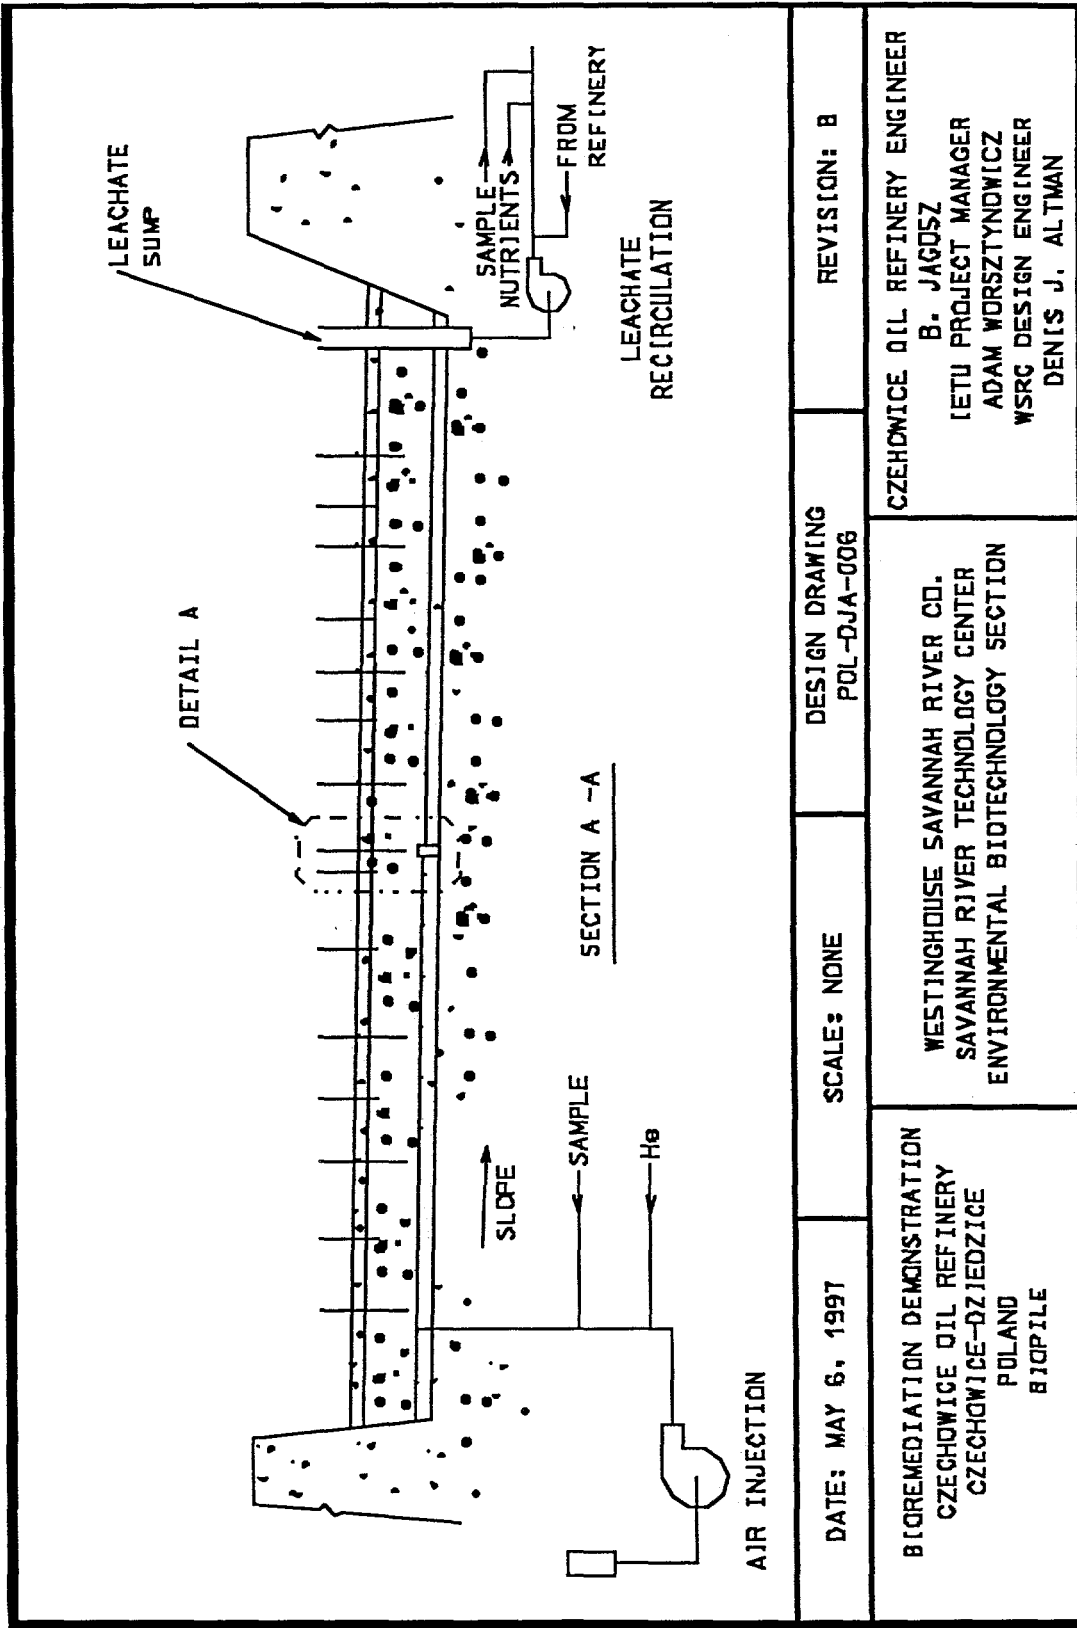 LEACHATE
SUMP
DETAIL A
SAMPLE
NUTRIENTS
FROM
REFINERY
LEACHATE
RECIRCULATION
SLOPE
SECTION A -A
SAMPLE
He
AIR INJECTION
DATE: MAY 6, 1997
SCALE: NONE
DESIGN DRAWING
POL-DJA-006
REVISION: B
BIOREMEDIATION DEMONSTRATION
CZECHOWICE OIL REFINERY
CZECHOWICE-DZIEDZICE
POLAND
BIOPILE
WESTINGHOUSE SAVANNAH RIVER CO.
SAVANNAH RIVER TECHNOLOGY CENTER
ENVIRONMENTAL BIOTECHNOLOGY SECTION
CZEHOWICE OIL REFINERY ENGINEER
B. JAGOSZ
IETU PROJECT MANAGER
ADAM WORSZTYNOWICZ
WSRC DESIGN ENGINEER
DENIS J. ALTMAN